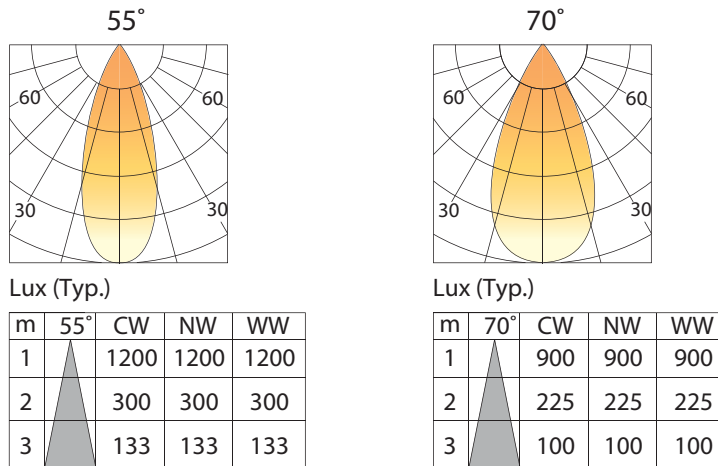 55˚
70˚
60 60
60 60
30 30
30 30
Lux (Typ.)
Lux (Typ.)
m 55˚ CW NW WW
1 1200 1200 1200
2 300 300 300
3 133 133 133
m 70˚ CW NW WW
1 900 900 900
2 225 225 225
3 100 100 100